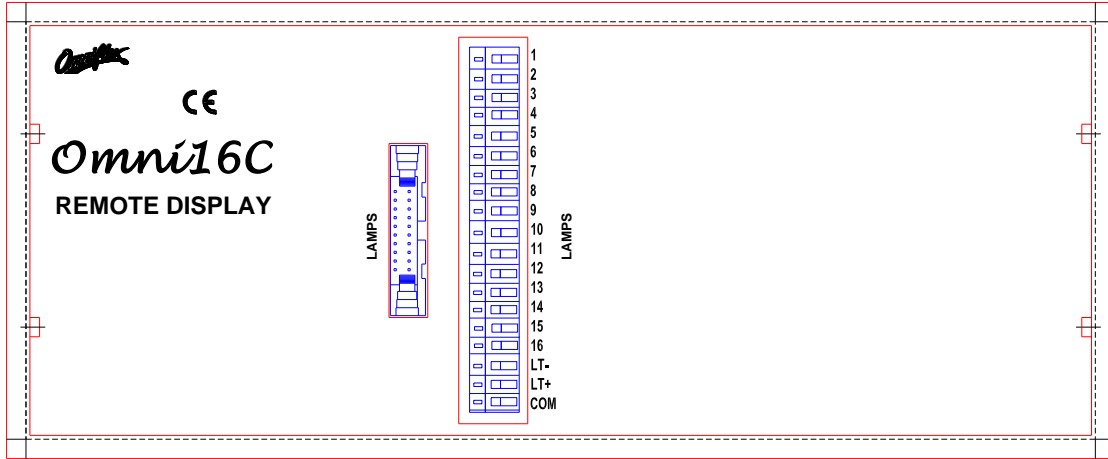 Omniflex
CE
Omni16C
REMOTE DISPLAY
LAMPS
1
2
3
4
5
6
7
8
9
10
11
12
13
14
15
16
LT-
LT+
COM
LAMPS